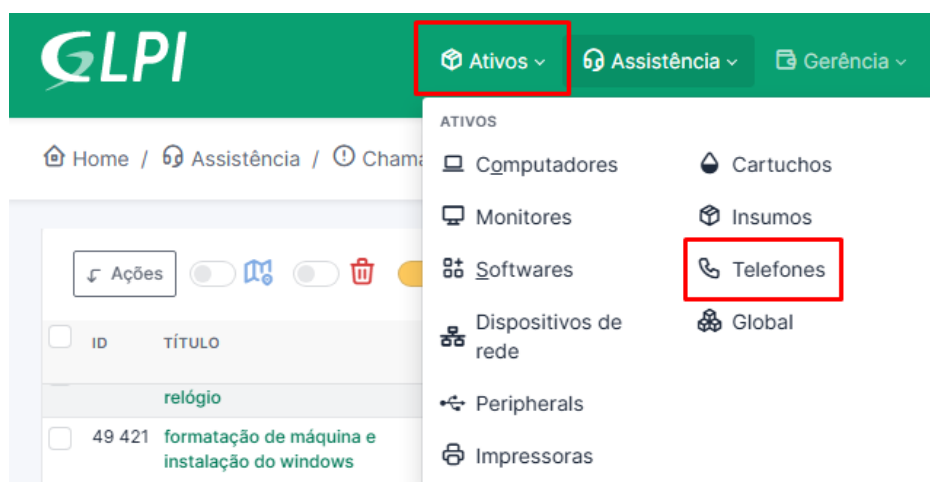 GLPI
Ativos
Assistência
Gerência
Home / Assistência / Chama
ATIVOS
Computadores
Monitores
Softwares
Dispositivos de
rede
Peripherals
Impressoras
Cartuchos
Insumos
Telefones
Global
Ações
ID TÍTULO
relógio
49 421 formatação de máquina e
instalação do windows